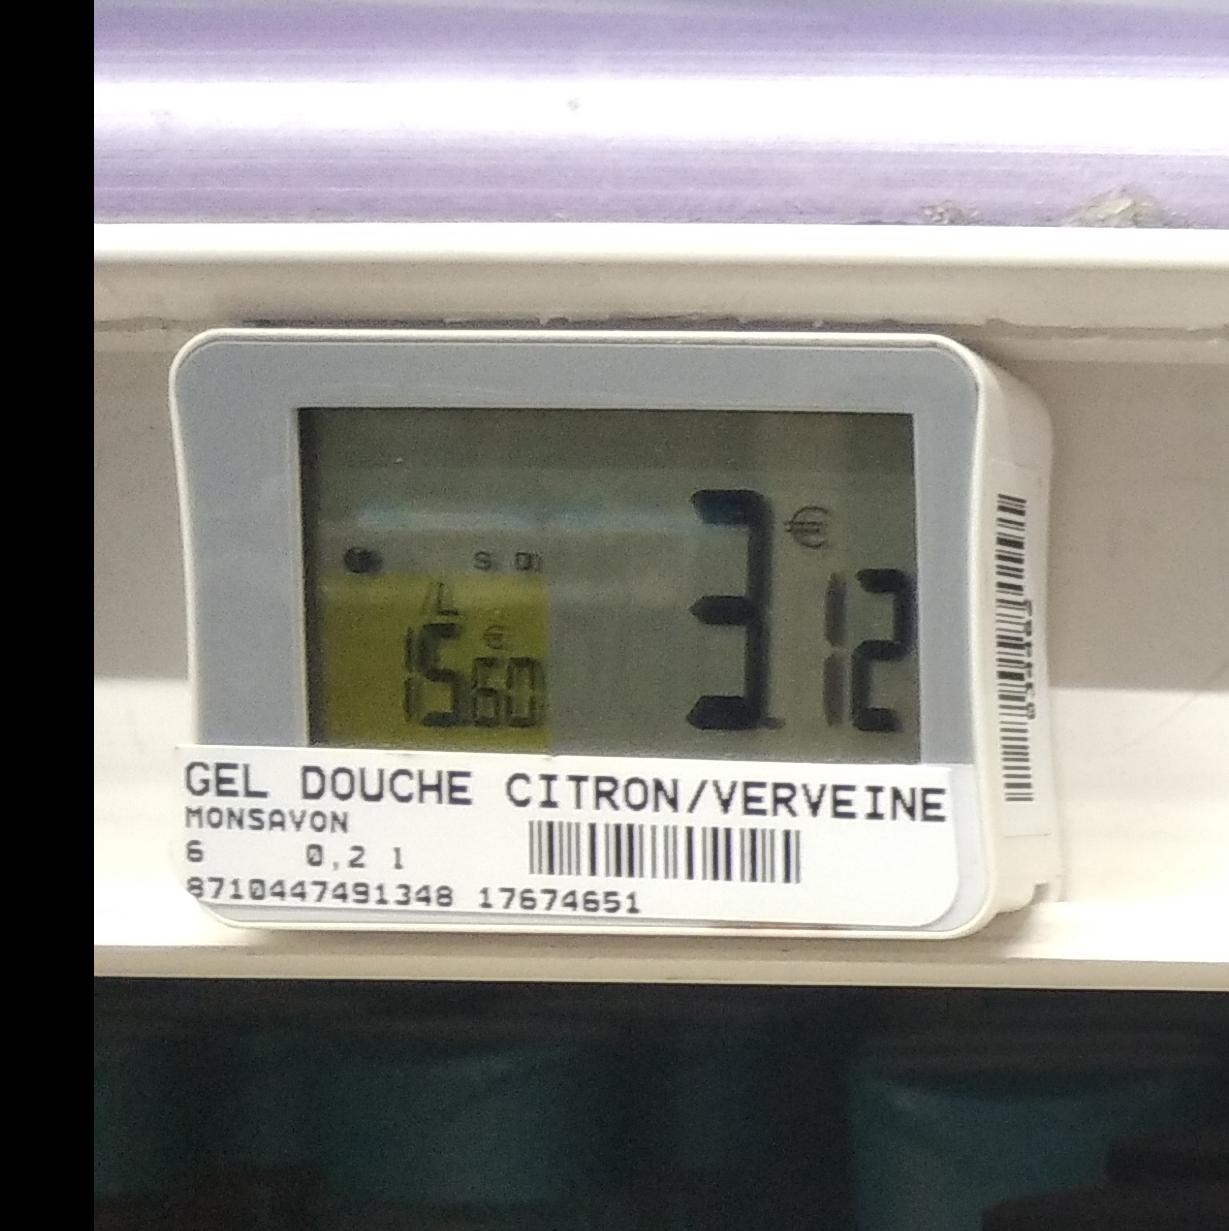 3 € 12
S
/L
15.60 €
GEL DOUCHE CITRON/VERVEINE
MONSAVON
6 0,2 l
8710447491348 17674651